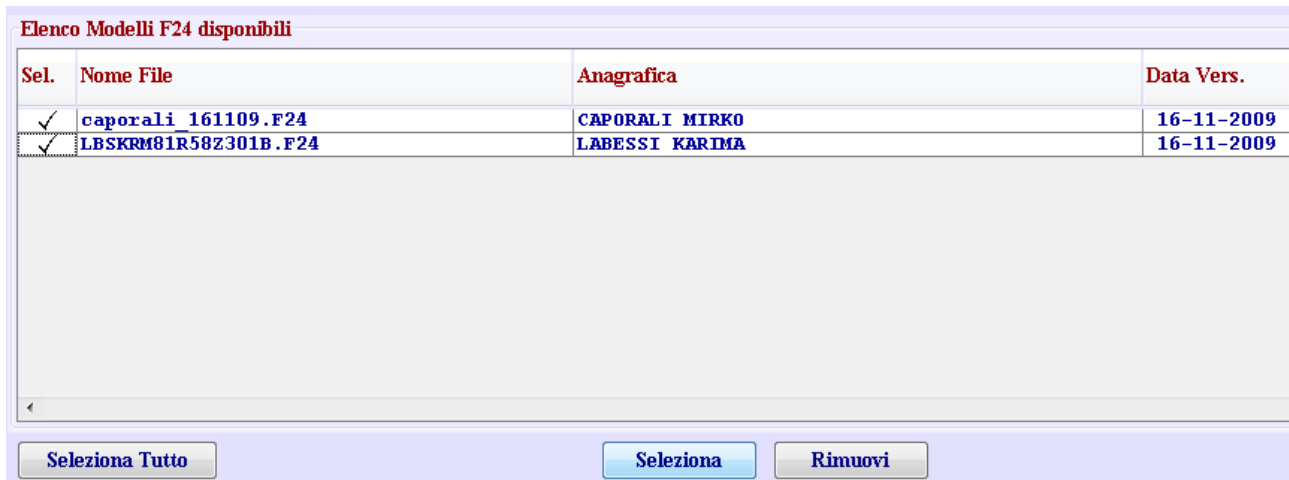 Elenco Modelli F24 disponibili
Sel. Nome File Anagrafica Data Vers.
caporali_161109.F24 CAPORALI MIRKO 16-11-2009
LBSKRM81R58Z301B.F24 LABESSI KARIMA 16-11-2009
Seleziona Tutto Seleziona Rimuovi